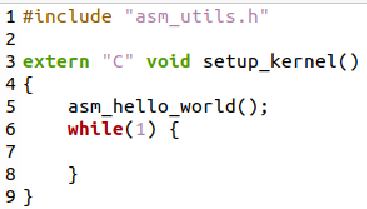 1 #include "asm_utils.h"
2
3 extern "C" void setup_kernel()
4 {
5     asm_hello_world();
6     while(1) {
7
8     }
9 }